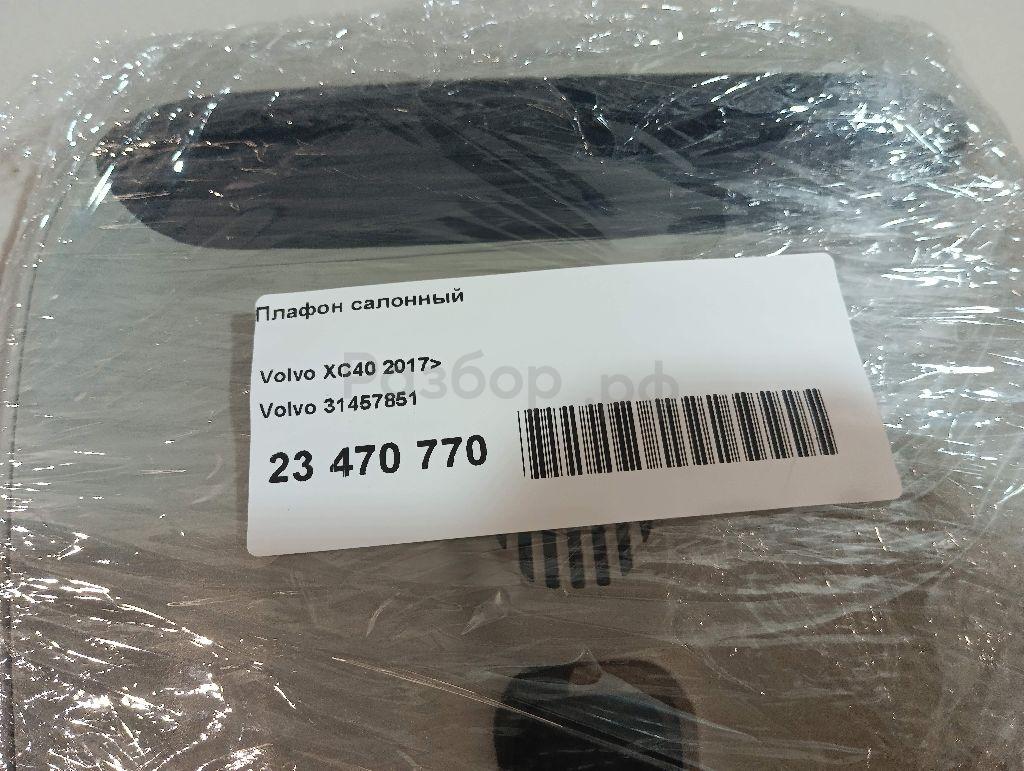 Плафон салонный
Volvo XC40 2017>
Разбор.рф
Volvo 31457851
23 470 770